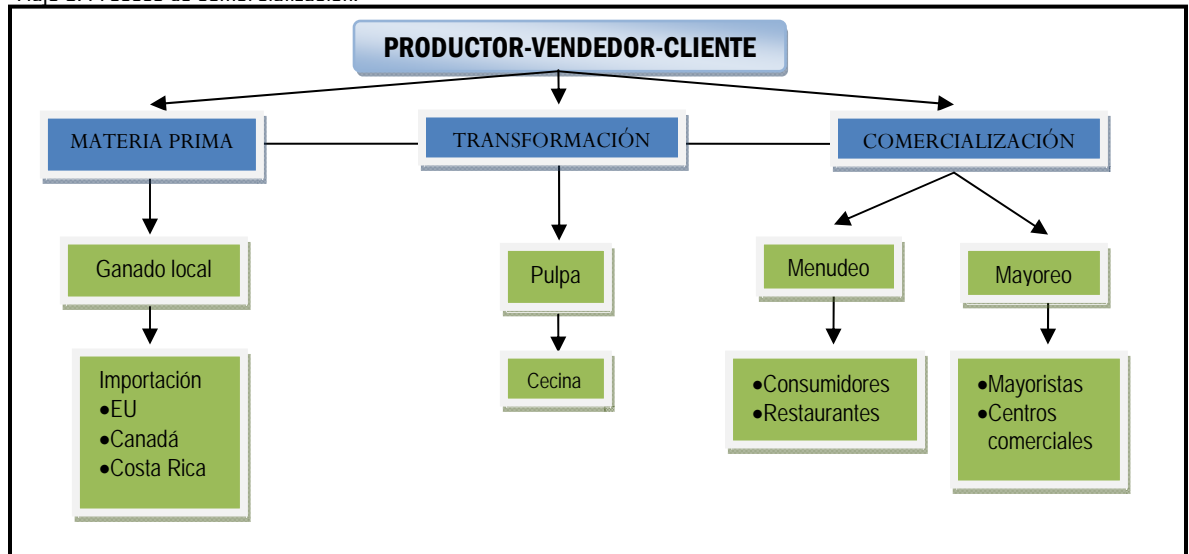 PRODUCTOR-VENDEDOR-CLIENTE
MATERIA PRIMA
TRANSFORMACIÓN
COMERCIALIZACIÓN
Ganado local
Pulpa
Menudeo
Mayoreo
Importación
•EU
•Canadá
•Costa Rica
Cecina
•Consumidores
•Restaurantes
•Mayoristas
•Centros
comerciales